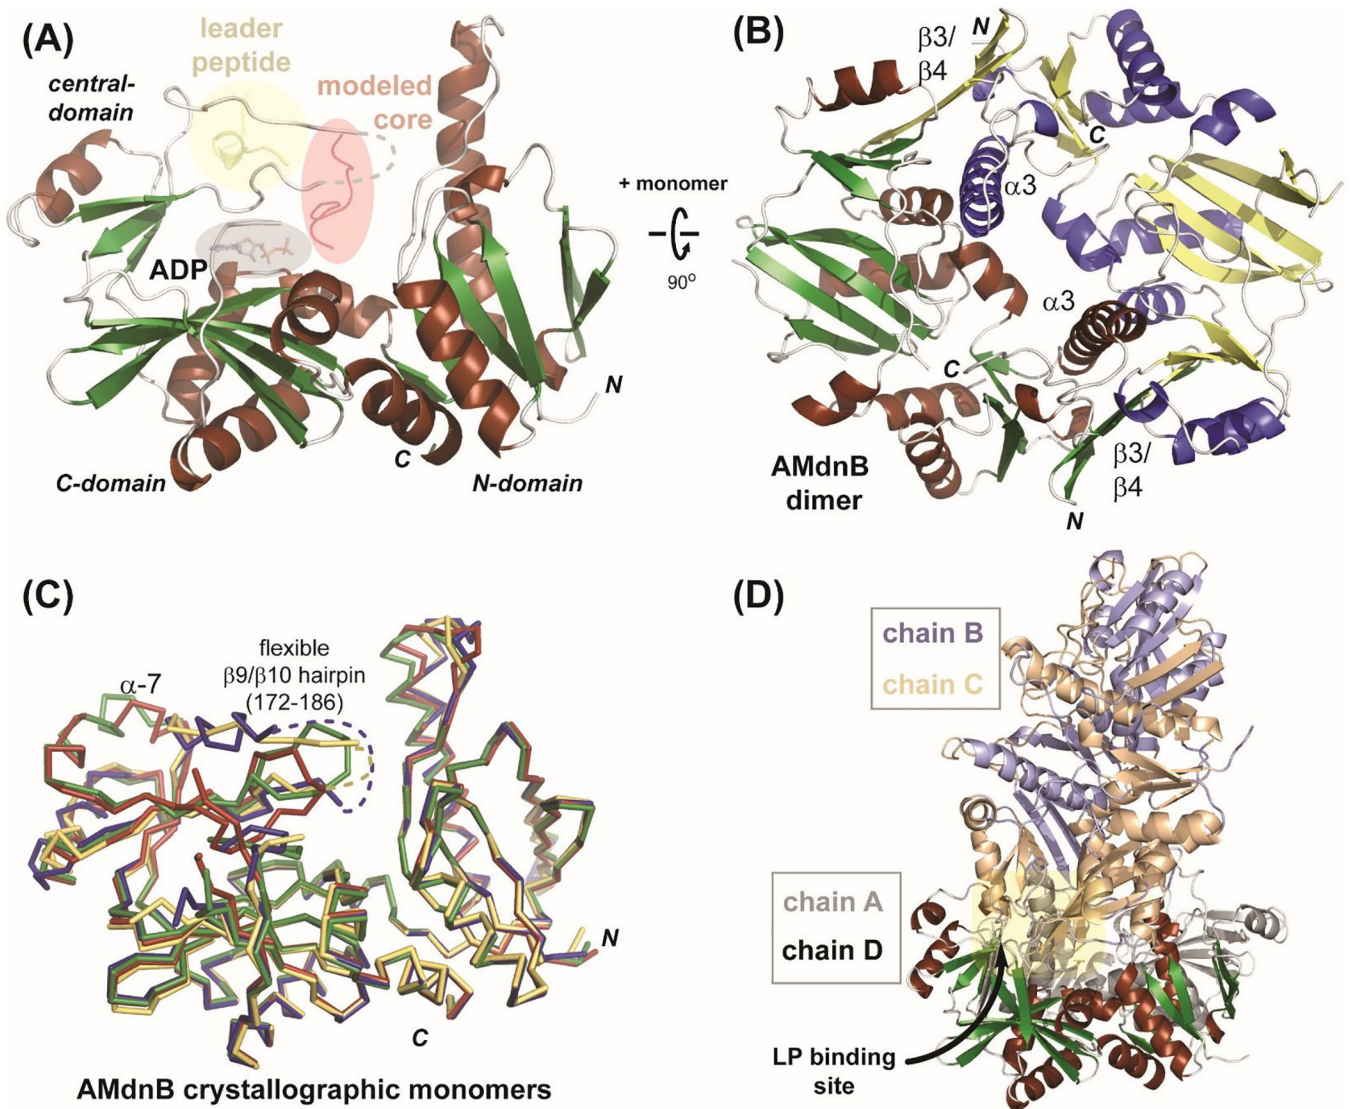 (A)
leader
peptide
central-
domain
modeled
core
ADP
C-domain
C
N-domain
N
+ monomer
90°
(B)
β3/
β4
N
C
α3
α3
C
AMdnB
dimer
β3/
β4
N
(C)
flexible
β9/β10 hairpin
(172-186)
α-7
N
C
AMdnB crystallographic monomers
(D)
chain B
chain C
chain A
chain D
LP binding
site